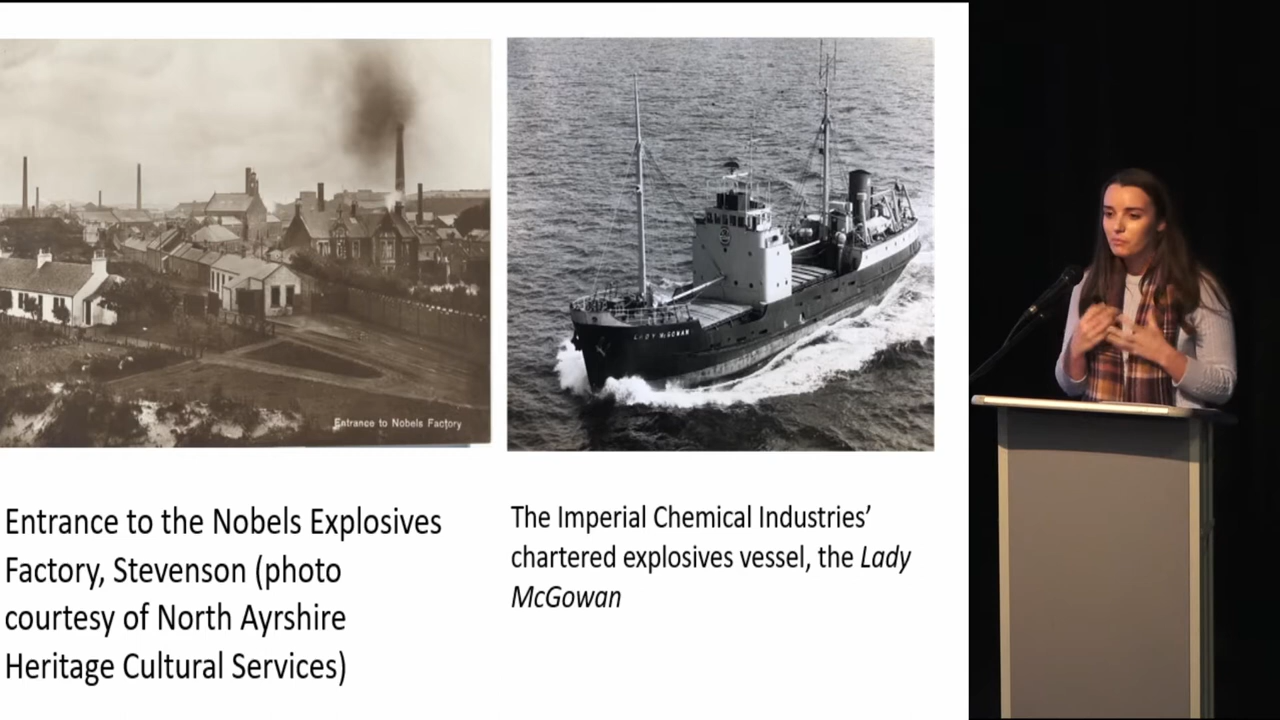 Entrance to Nobels Factory
LADY McGOWAN
Entrance to the Nobels Explosives
Factory, Stevenson (photo
courtesy of North Ayrshire
Heritage Cultural Services)
The Imperial Chemical Industries’
chartered explosives vessel, the Lady
McGowan